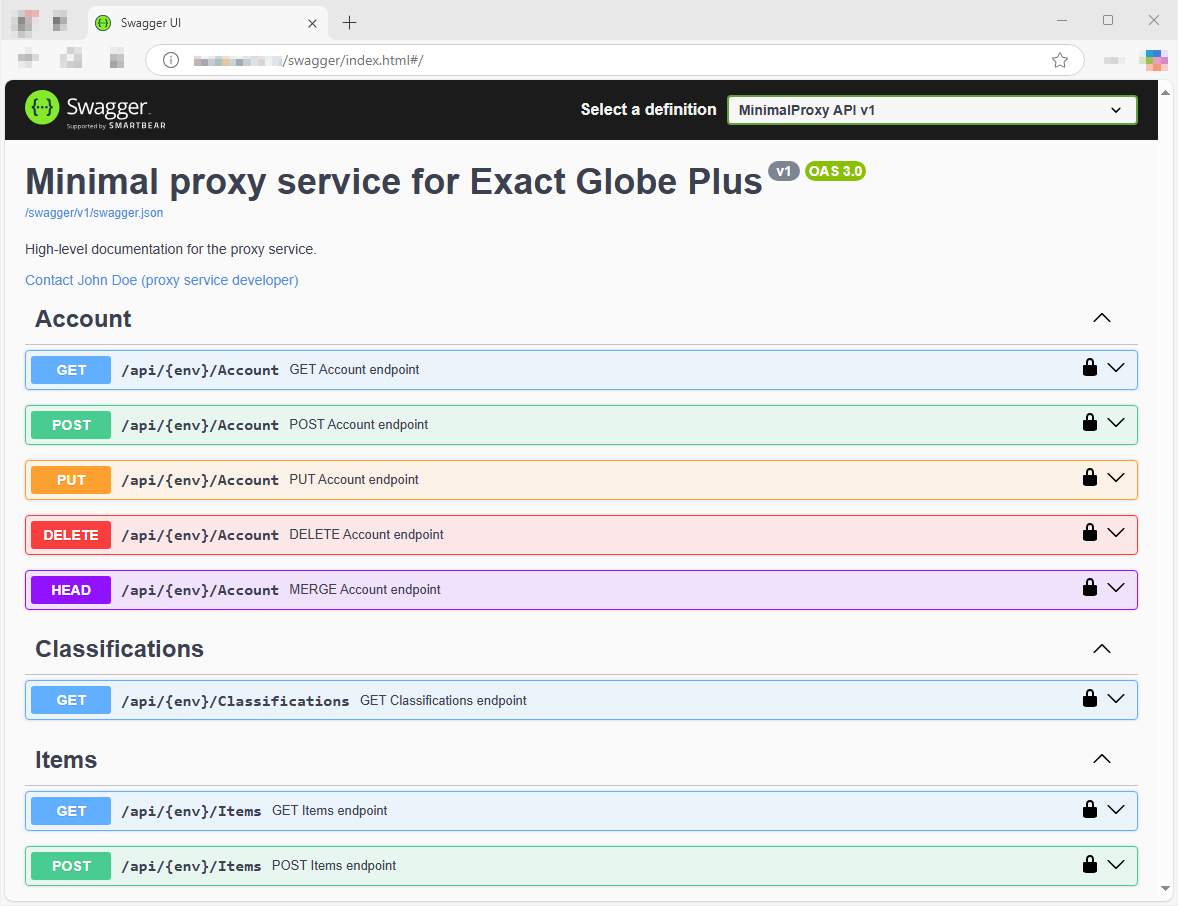 Swagger UI
/swagger/index.html#/
Swagger
Supported by SMARTBEAR
Select a definition
MinimalProxy API v1
Minimal proxy service for Exact Globe Plus v1 OAS 3.0
/swagger/v1/swagger.json
High-level documentation for the proxy service.
Contact John Doe (proxy service developer)
Account
GET /api/{env}/Account GET Account endpoint
POST /api/{env}/Account POST Account endpoint
PUT /api/{env}/Account PUT Account endpoint
DELETE /api/{env}/Account DELETE Account endpoint
HEAD /api/{env}/Account MERGE Account endpoint
Classifications
GET /api/{env}/Classifications GET Classifications endpoint
Items
GET /api/{env}/Items GET Items endpoint
POST /api/{env}/Items POST Items endpoint